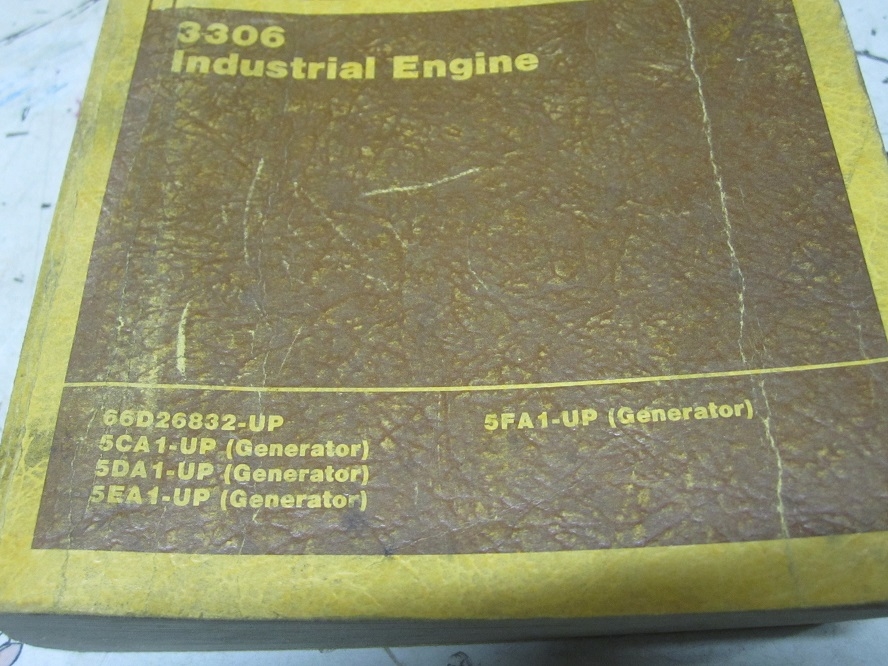 3306
Industrial Engine
66D26832-UP
5CA1-UP (Generator)
5DA1-UP (Generator)
5EA1-UP (Generator)
5FA1-UP (Generator)